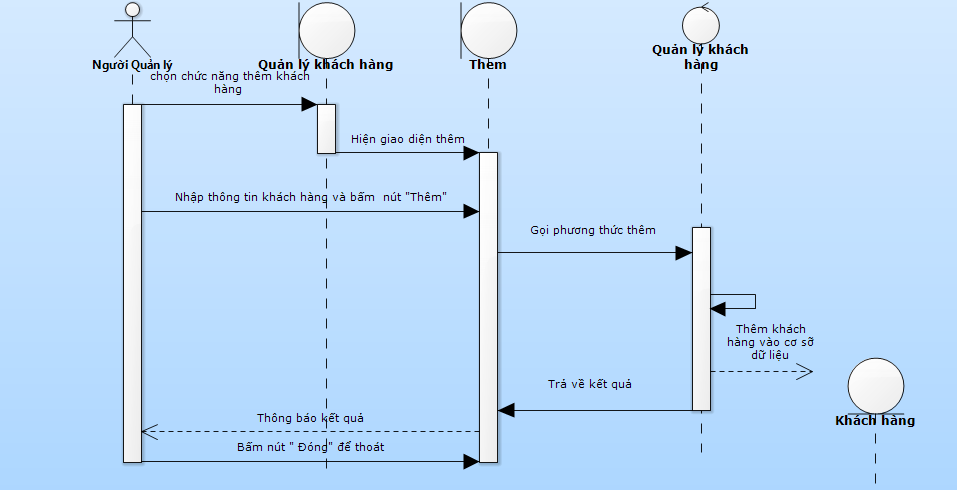 Người Quản lý
Quản lý khách hàng
Thêm
Quản lý khách
hàng
chọn chức năng thêm khách
hàng
Hiện giao diện thêm
Nhập thông tin khách hàng và bấm  nút "Thêm"
Gọi phương thức thêm
Thêm khách
hàng vào cơ sỡ
dữ liệu
Trả về kết quả
Khách hàng
Thông báo kết quả
Bấm nút " Đóng" để thoát